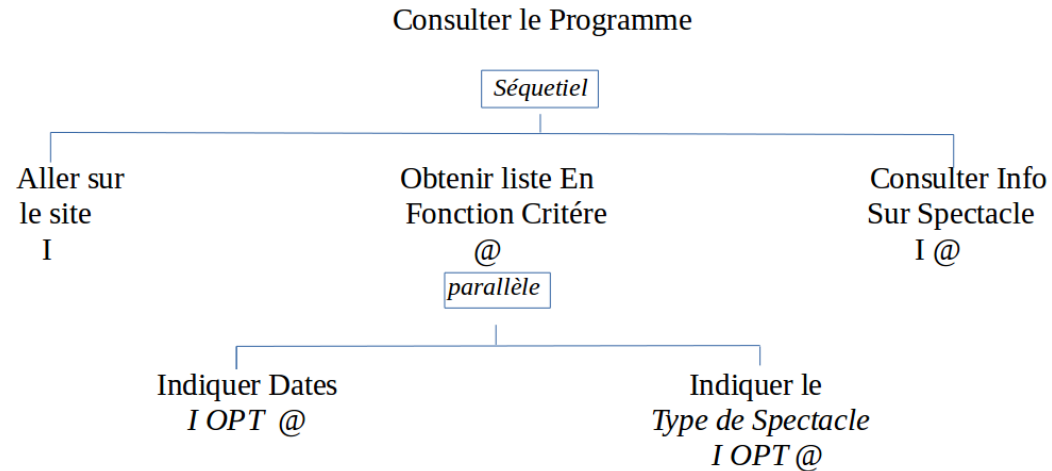 Consulter le Programme
Séquetiel
Aller sur
le site
I
Obtenir liste En
Fonction Critére
@
Consulter Info
Sur Spectacle
I @
parallèle
Indiquer Dates
I OPT @
Indiquer le
Type de Spectacle
I OPT @